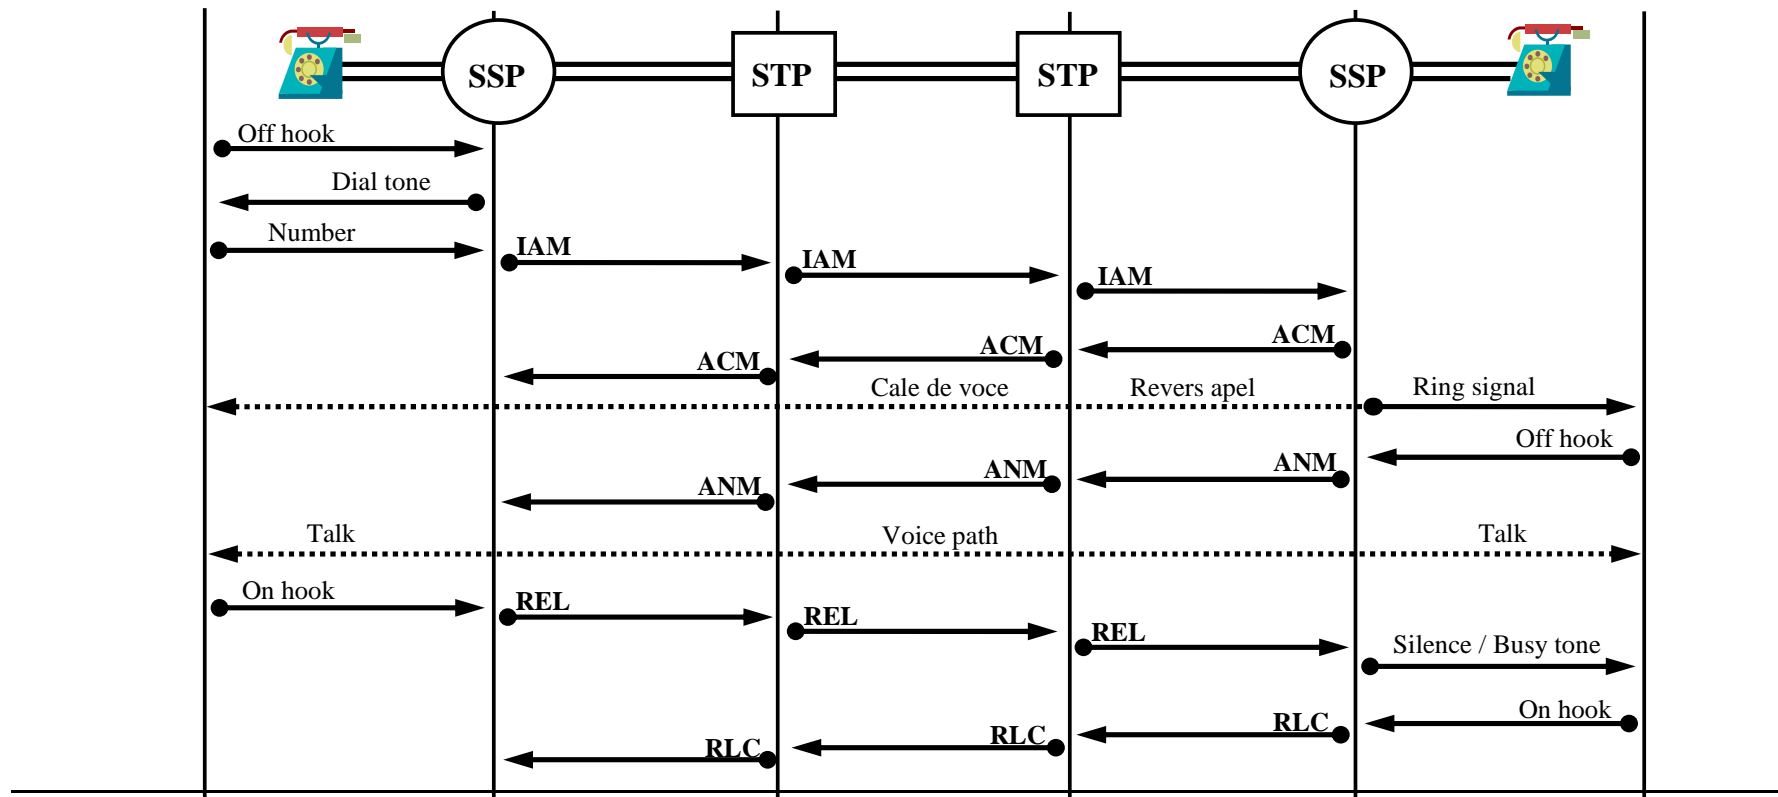 SSP
STP
STP
SSP
Off hook
Dial tone
Number
IAM
IAM
IAM
ACM
ACM
ACM
Cale de voce
Revers apel
Ring signal
Off hook
ANM
ANM
ANM
Talk
Voice path
Talk
On hook
REL
REL
REL
Silence / Busy tone
On hook
RLC
RLC
RLC